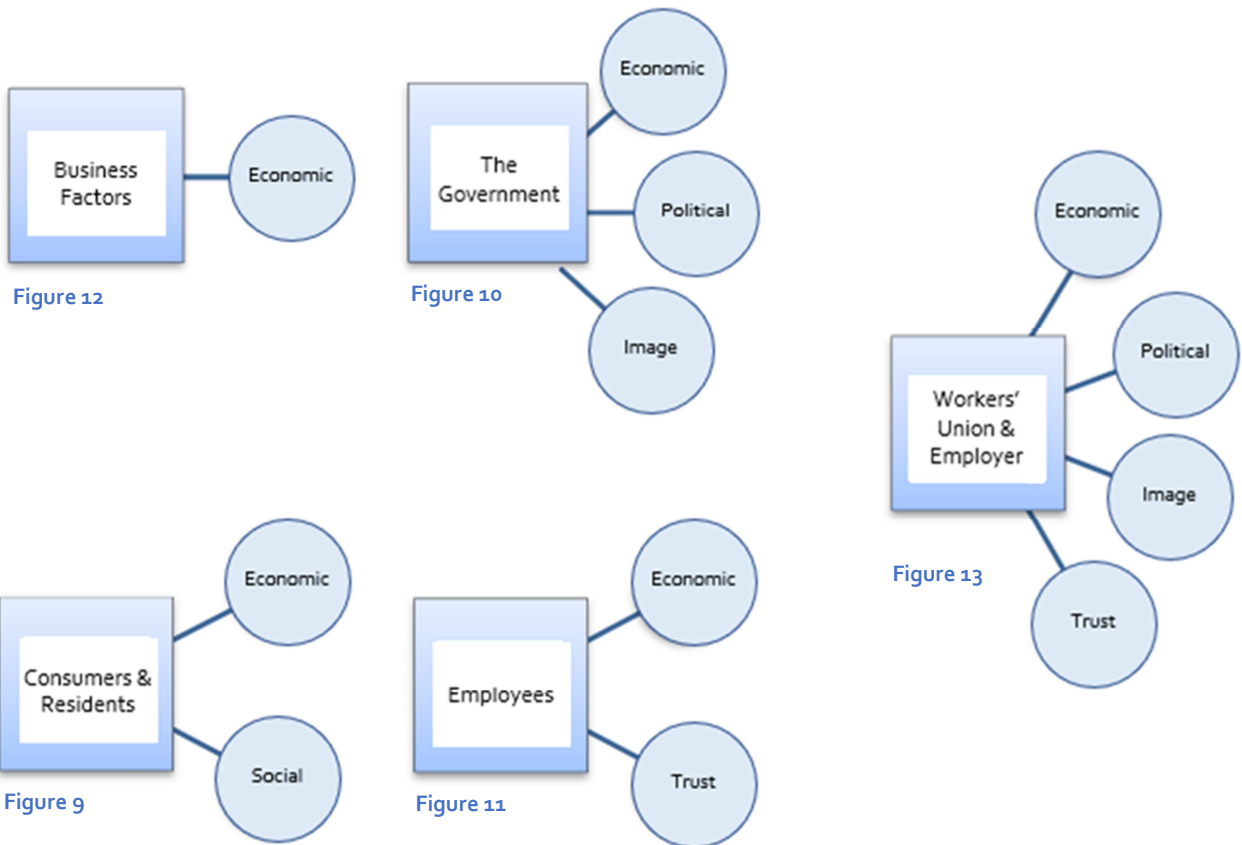 Business
Factors
Economic
Figure 12
The
Government
Economic
Political
Image
Figure 10
Workers'
Union &
Employer
Economic
Political
Image
Trust
Figure 13
Consumers &
Residents
Economic
Social
Figure 9
Employees
Economic
Trust
Figure 11